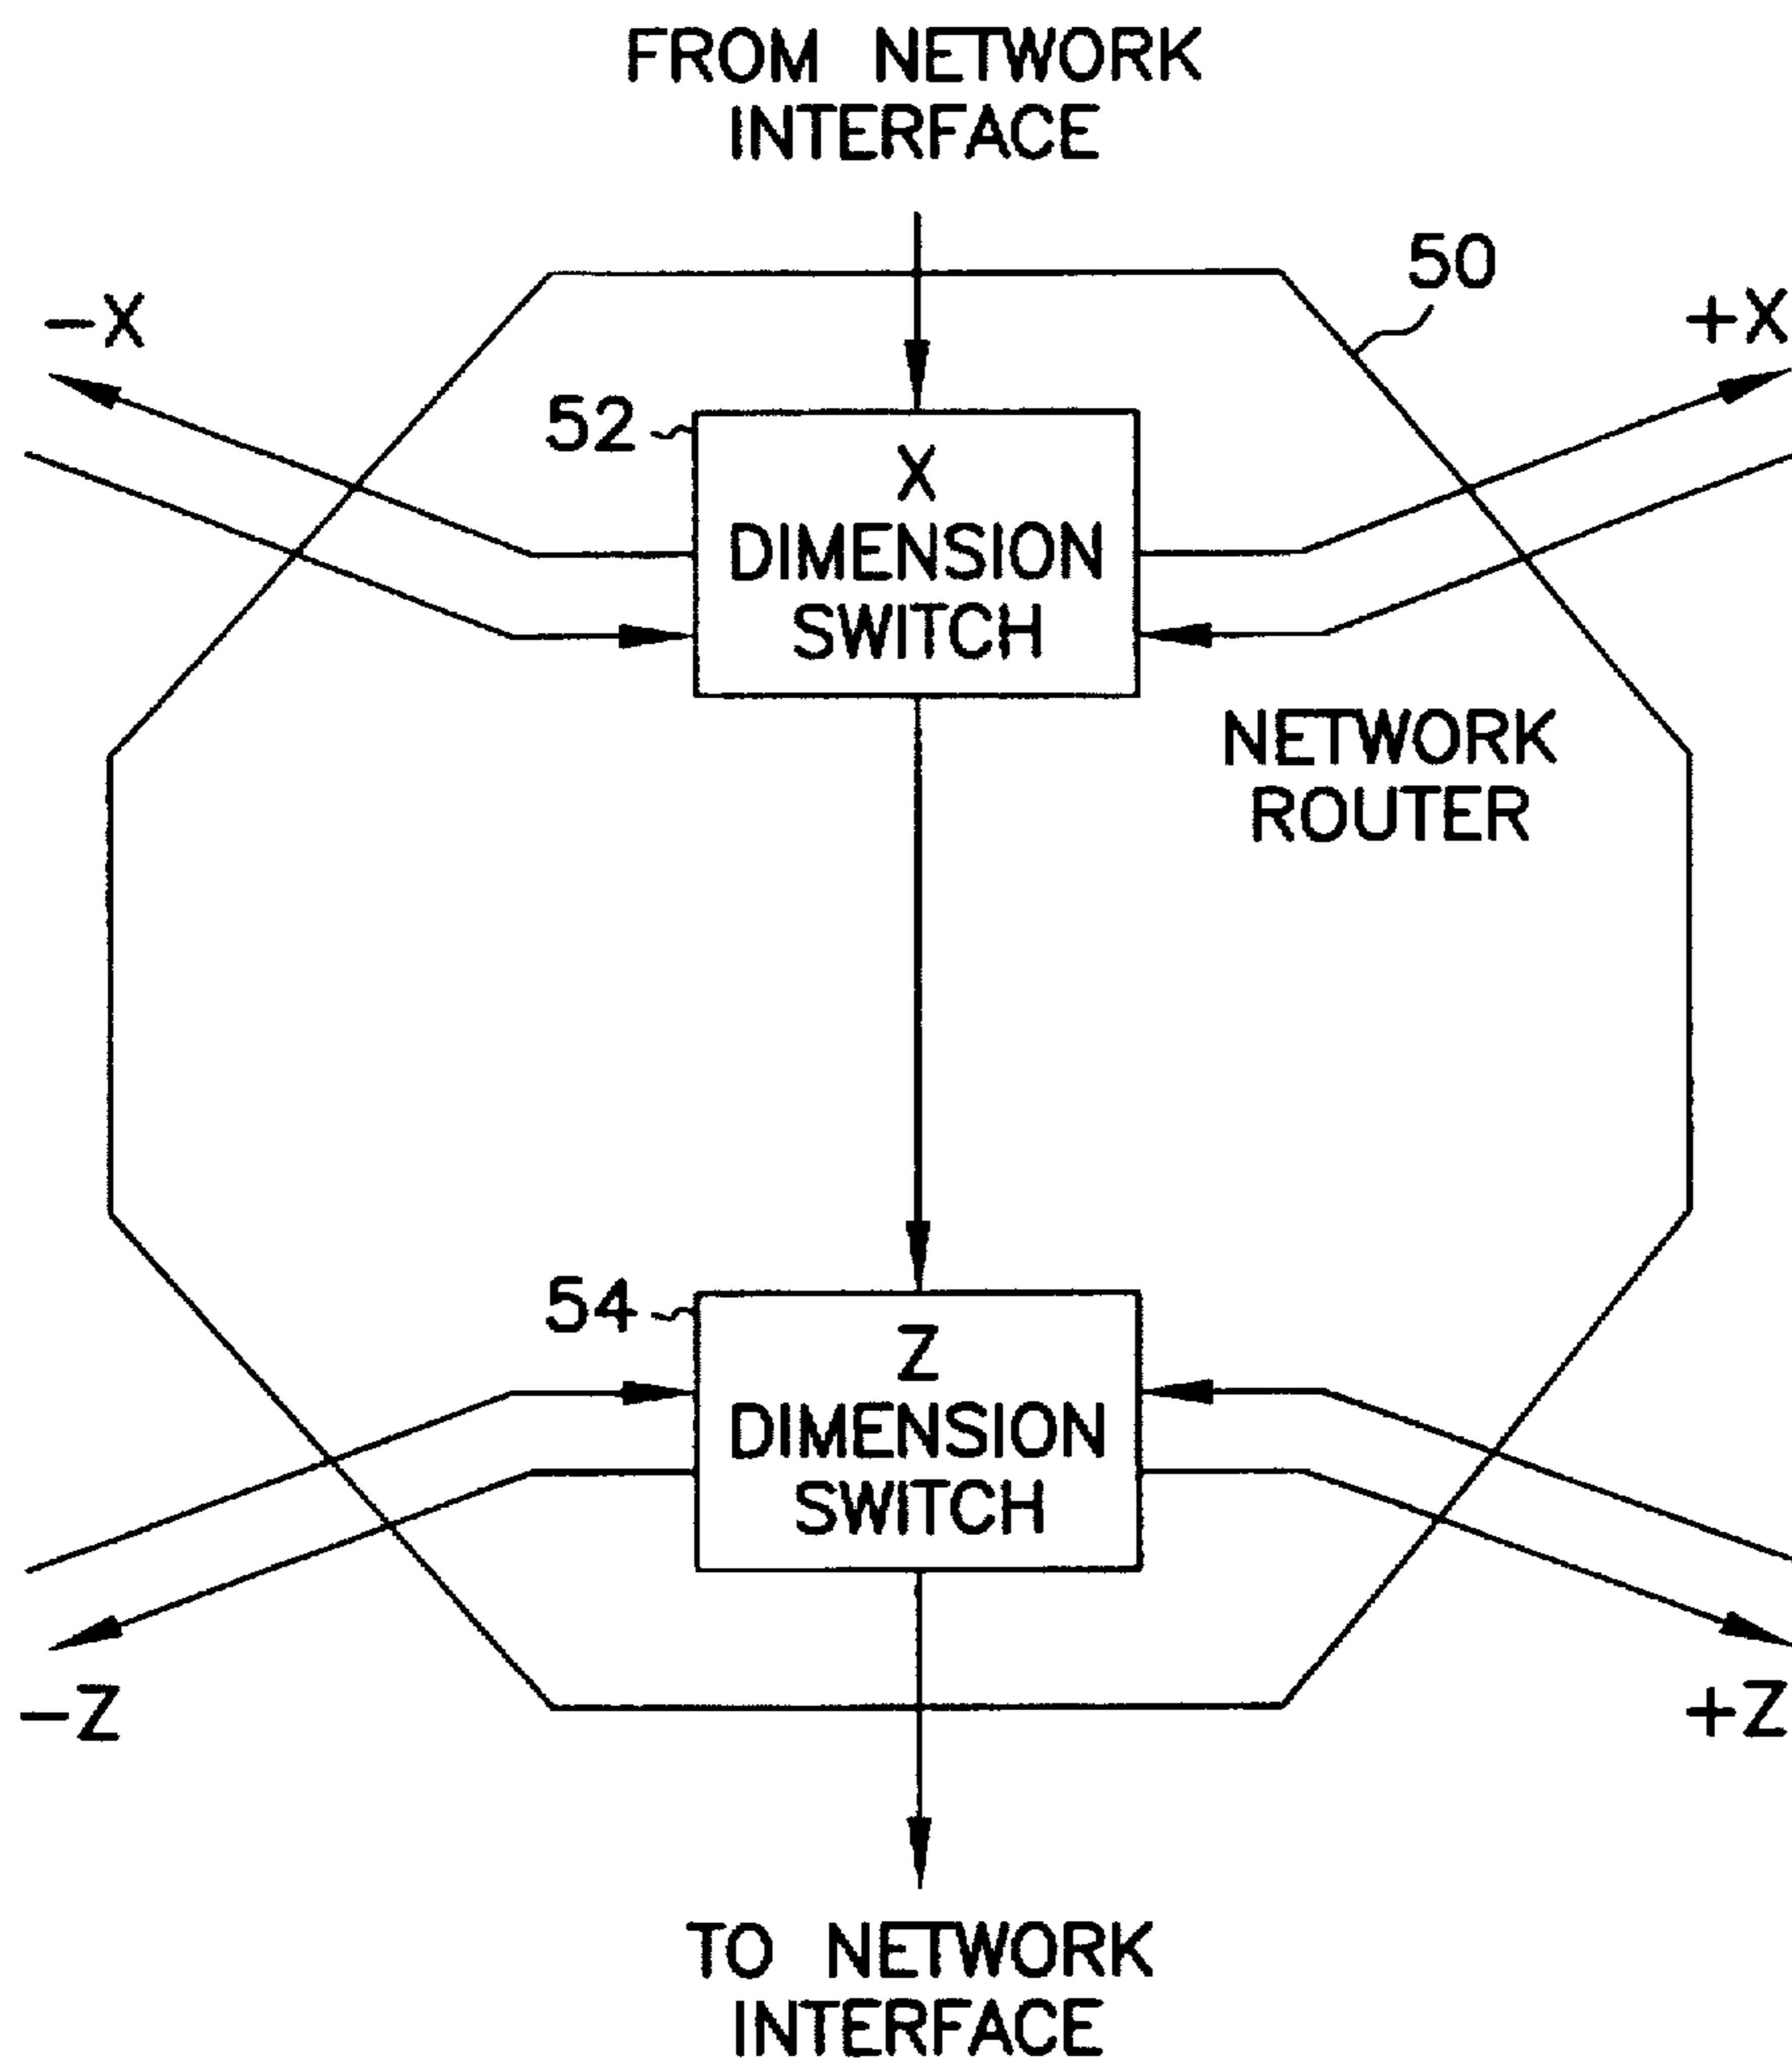 FROM NETWORK
INTERFACE
50
-X
+X
52
X
DIMENSION
SWITCH
NETWORK
ROUTER
54
Z
DIMENSION
SWITCH
-Z
+Z
TO NETWORK
INTERFACE